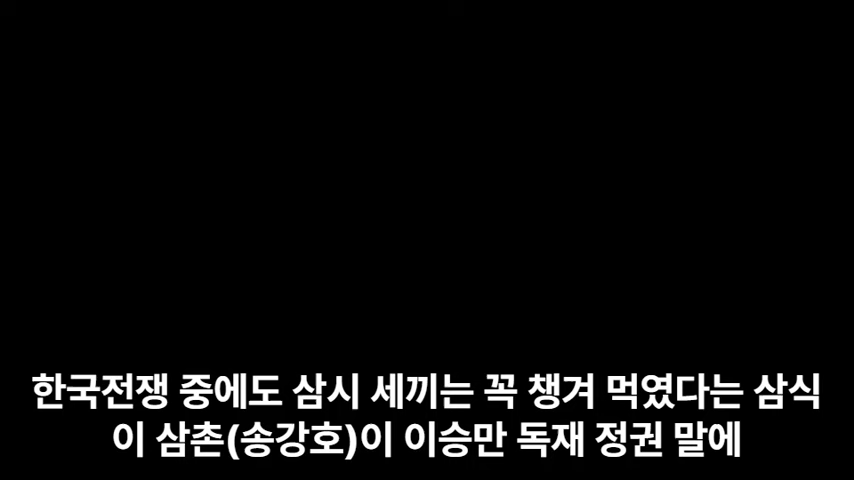 한국전쟁 중에도 삼시 세끼는 꼭 챙겨 먹였다는 삼식
이 삼촌(송강호)이 이승만 독재 정권 말에